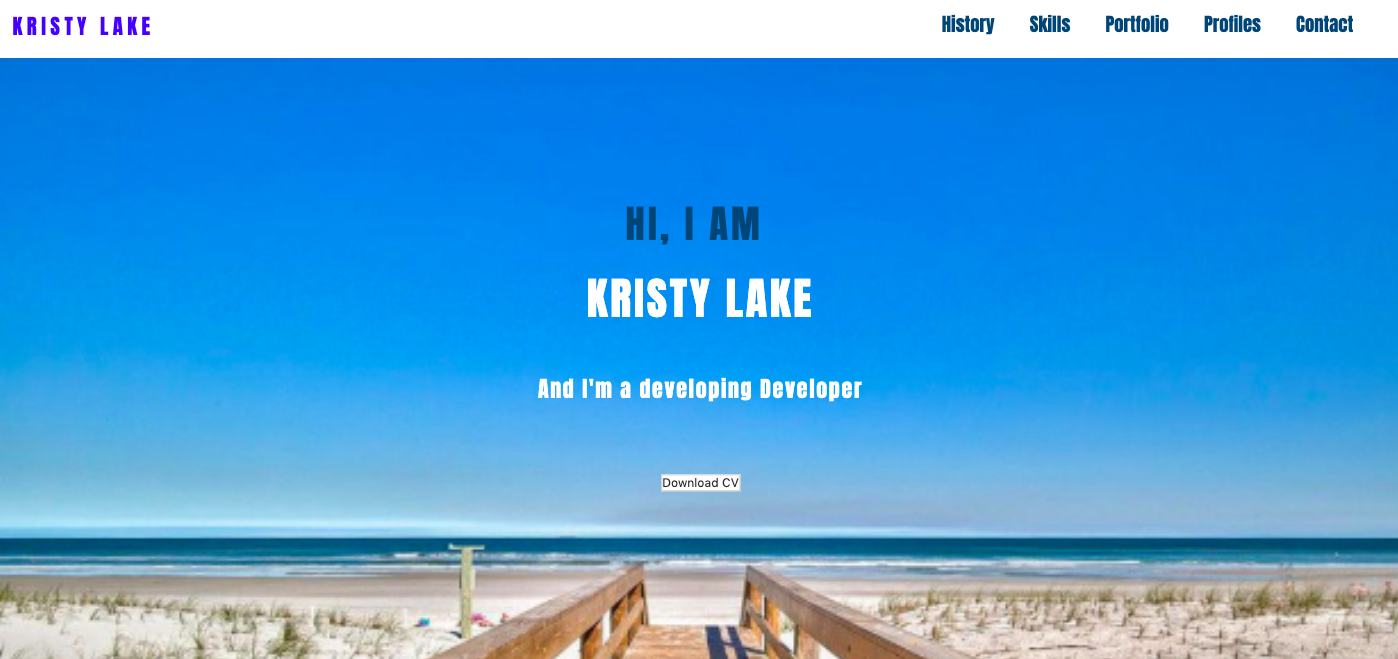 KRISTY LAKE
History Skills Portfolio Profiles Contact
HI, I AM
KRISTY LAKE
And I'm a developing Developer
Download CV